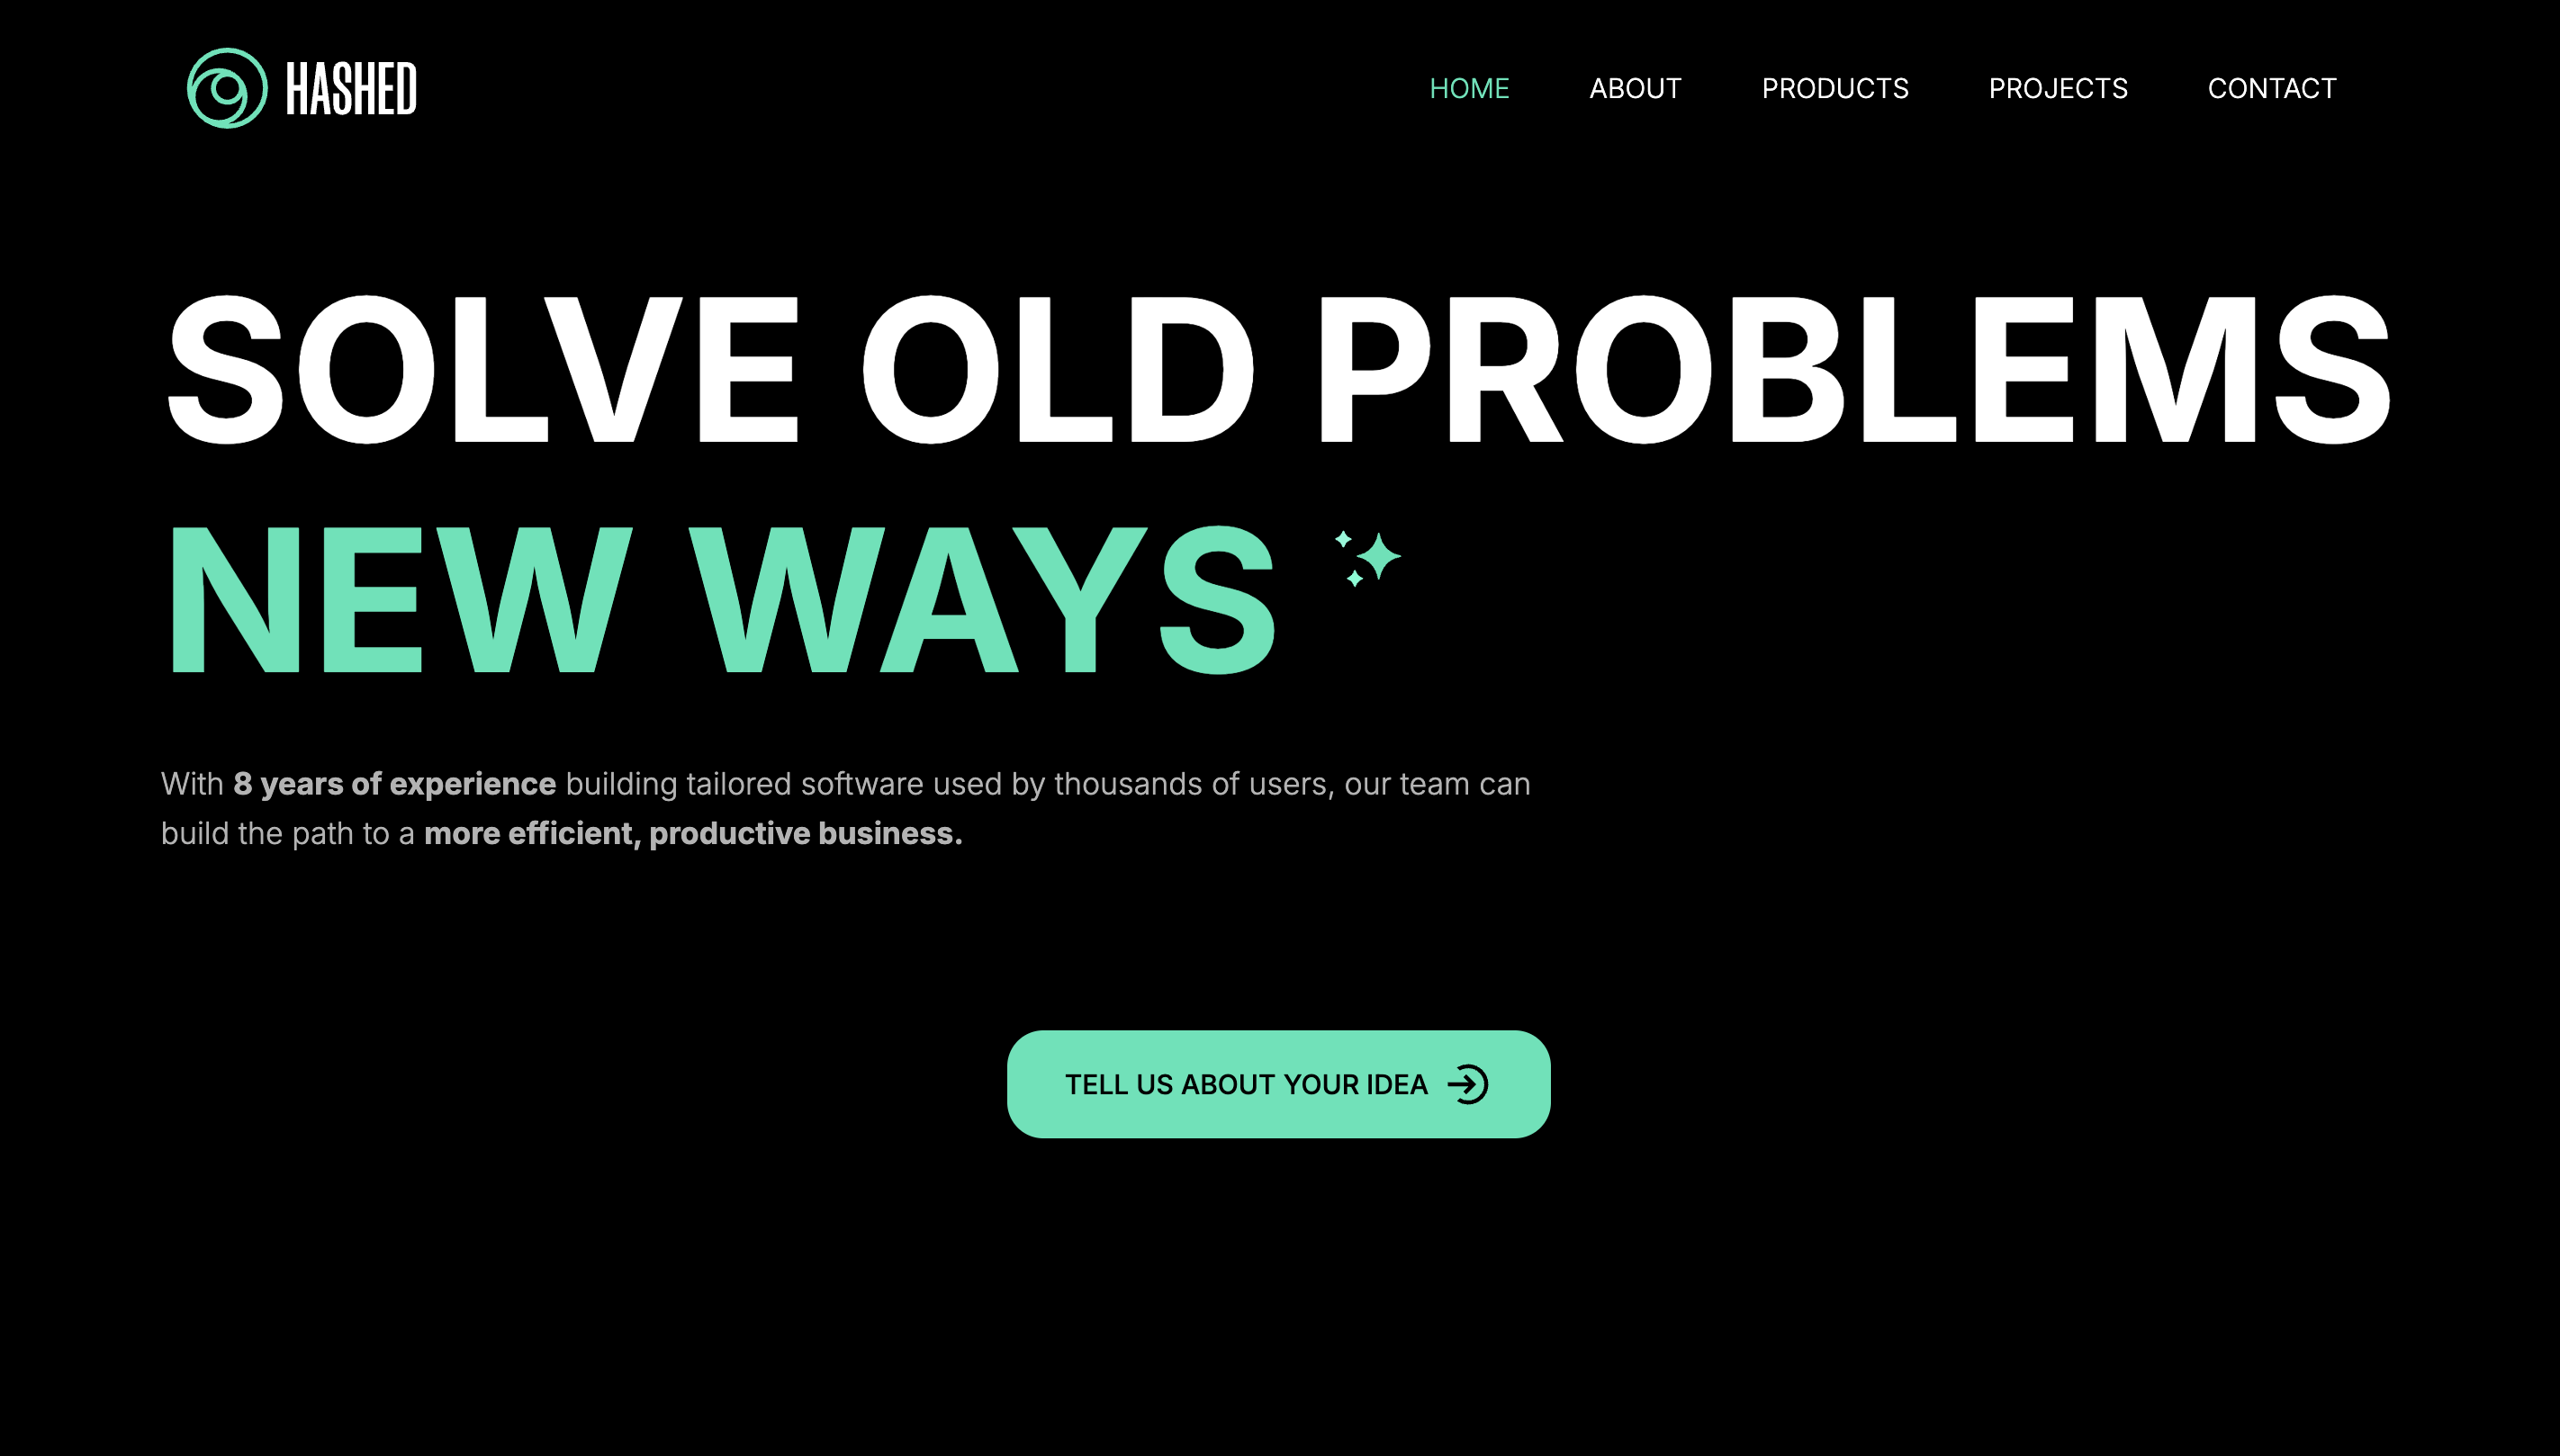 HASHED
HOME ABOUT PRODUCTS PROJECTS CONTACT
SOLVE OLD PROBLEMS
NEW WAYS
With 8 years of experience building tailored software used by thousands of users, our team can
build the path to a more efficient, productive business.
TELL US ABOUT YOUR IDEA